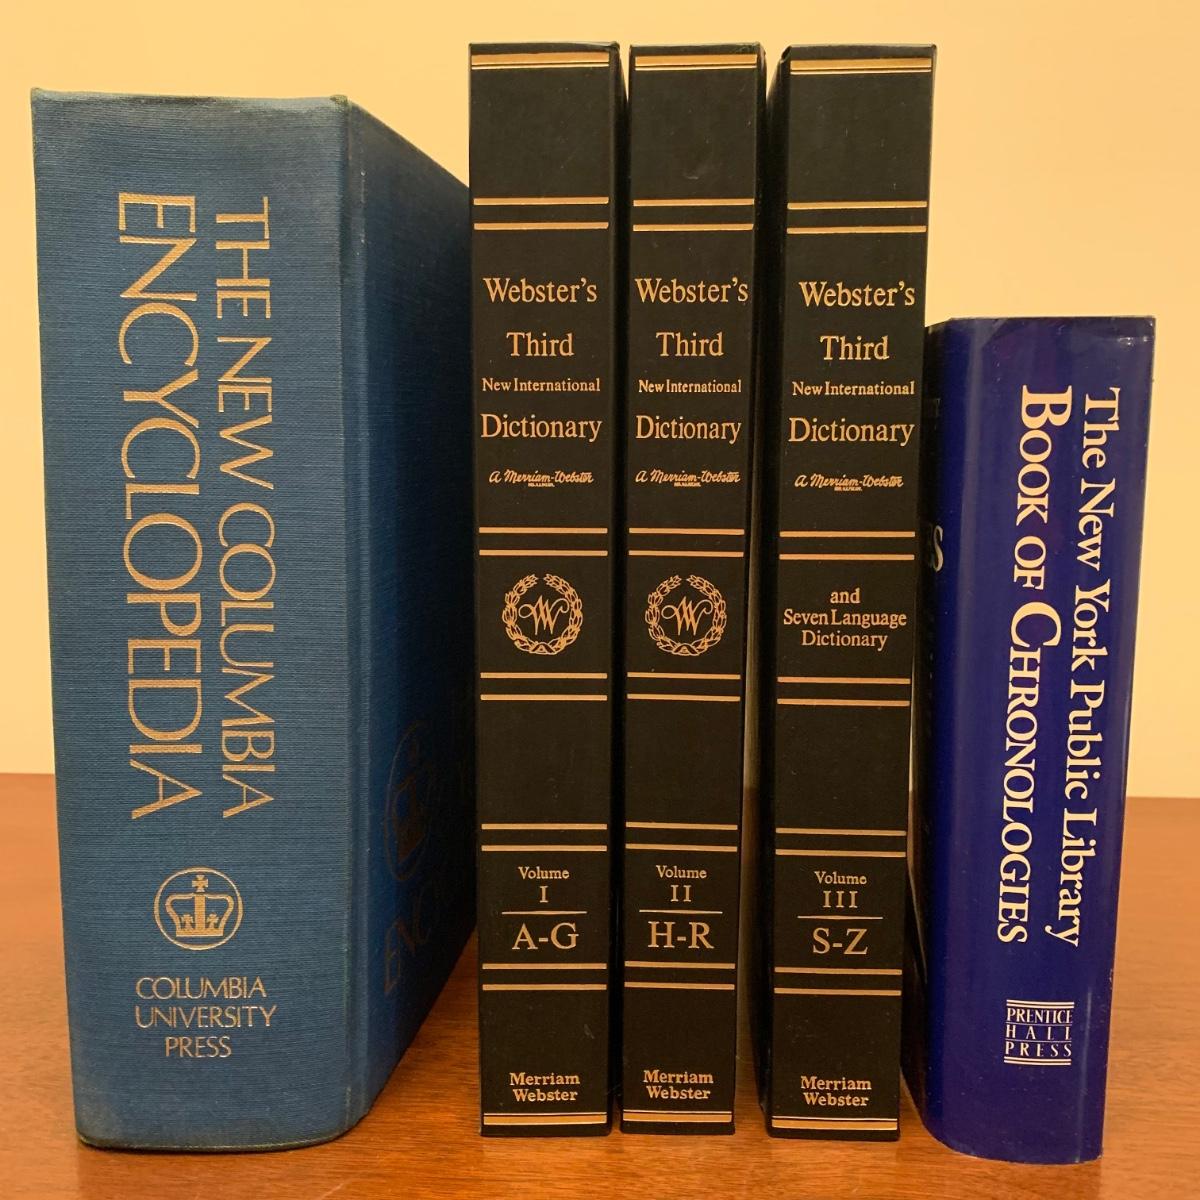 THE NEW COLUMBIA
ENCYCLOPEDIA
COLUMBIA
UNIVERSITY
PRESS
Webster's
Third
New International
Dictionary
A Merriam-Webster
Volume
I
A-G
Merriam
Webster
Webster's
Third
New International
Dictionary
A Merriam-Webster
Volume
II
H-R
Merriam
Webster
Webster's
Third
New International
Dictionary
A Merriam-Webster
and
Seven Language
Dictionary
Volume
III
S-Z
Merriam
Webster
The New York Public Library
BOOK OF CHRONOLOGIES
PRENTICE
HALL
PRESS